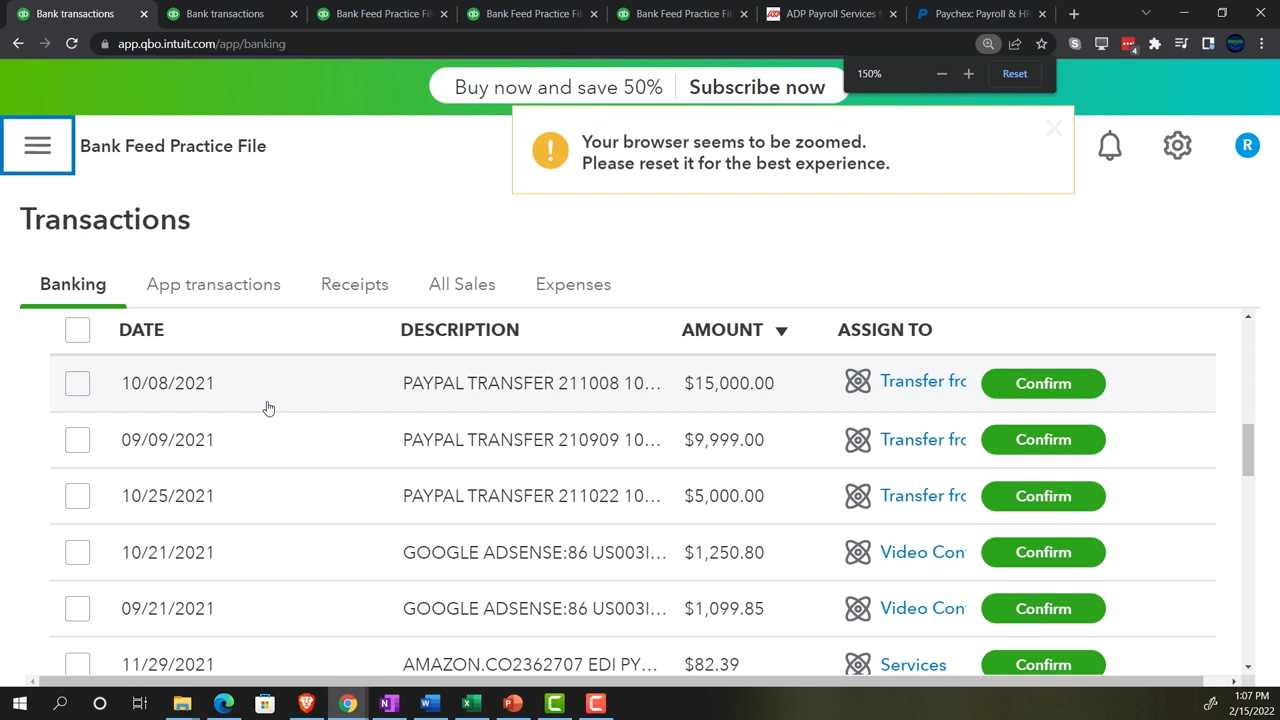 Bank transactions
Bank transactions
Bank Feed Practice Fil
Bank Feed Practice Fil
Bank Feed Practice Fil
ADP Payroll Services
Paychex: Payroll & HR
app.qbo.intuit.com/app/banking
4
150%
Reset
Buy now and save 50%
Subscribe now
Bank Feed Practice File
Your browser seems to be zoomed.
Please reset it for the best experience.
R
Transactions
Banking App transactions Receipts All Sales Expenses
DATE DESCRIPTION AMOUNT ASSIGN TO
10/08/2021 PAYPAL TRANSFER 211008 10... $15,000.00 Transfer frc Confirm
09/09/2021 PAYPAL TRANSFER 210909 10... $9,999.00 Transfer frc Confirm
10/25/2021 PAYPAL TRANSFER 211022 10... $5,000.00 Transfer frc Confirm
10/21/2021 GOOGLE ADSENSE:86 US003I... $1,250.80 Video Con Confirm
09/21/2021 GOOGLE ADSENSE:86 US003I... $1,099.85 Video Con Confirm
11/29/2021 AMAZON.CO2362707 EDI PY... $82.39 Services Confirm
1:07 PM
2/15/2022